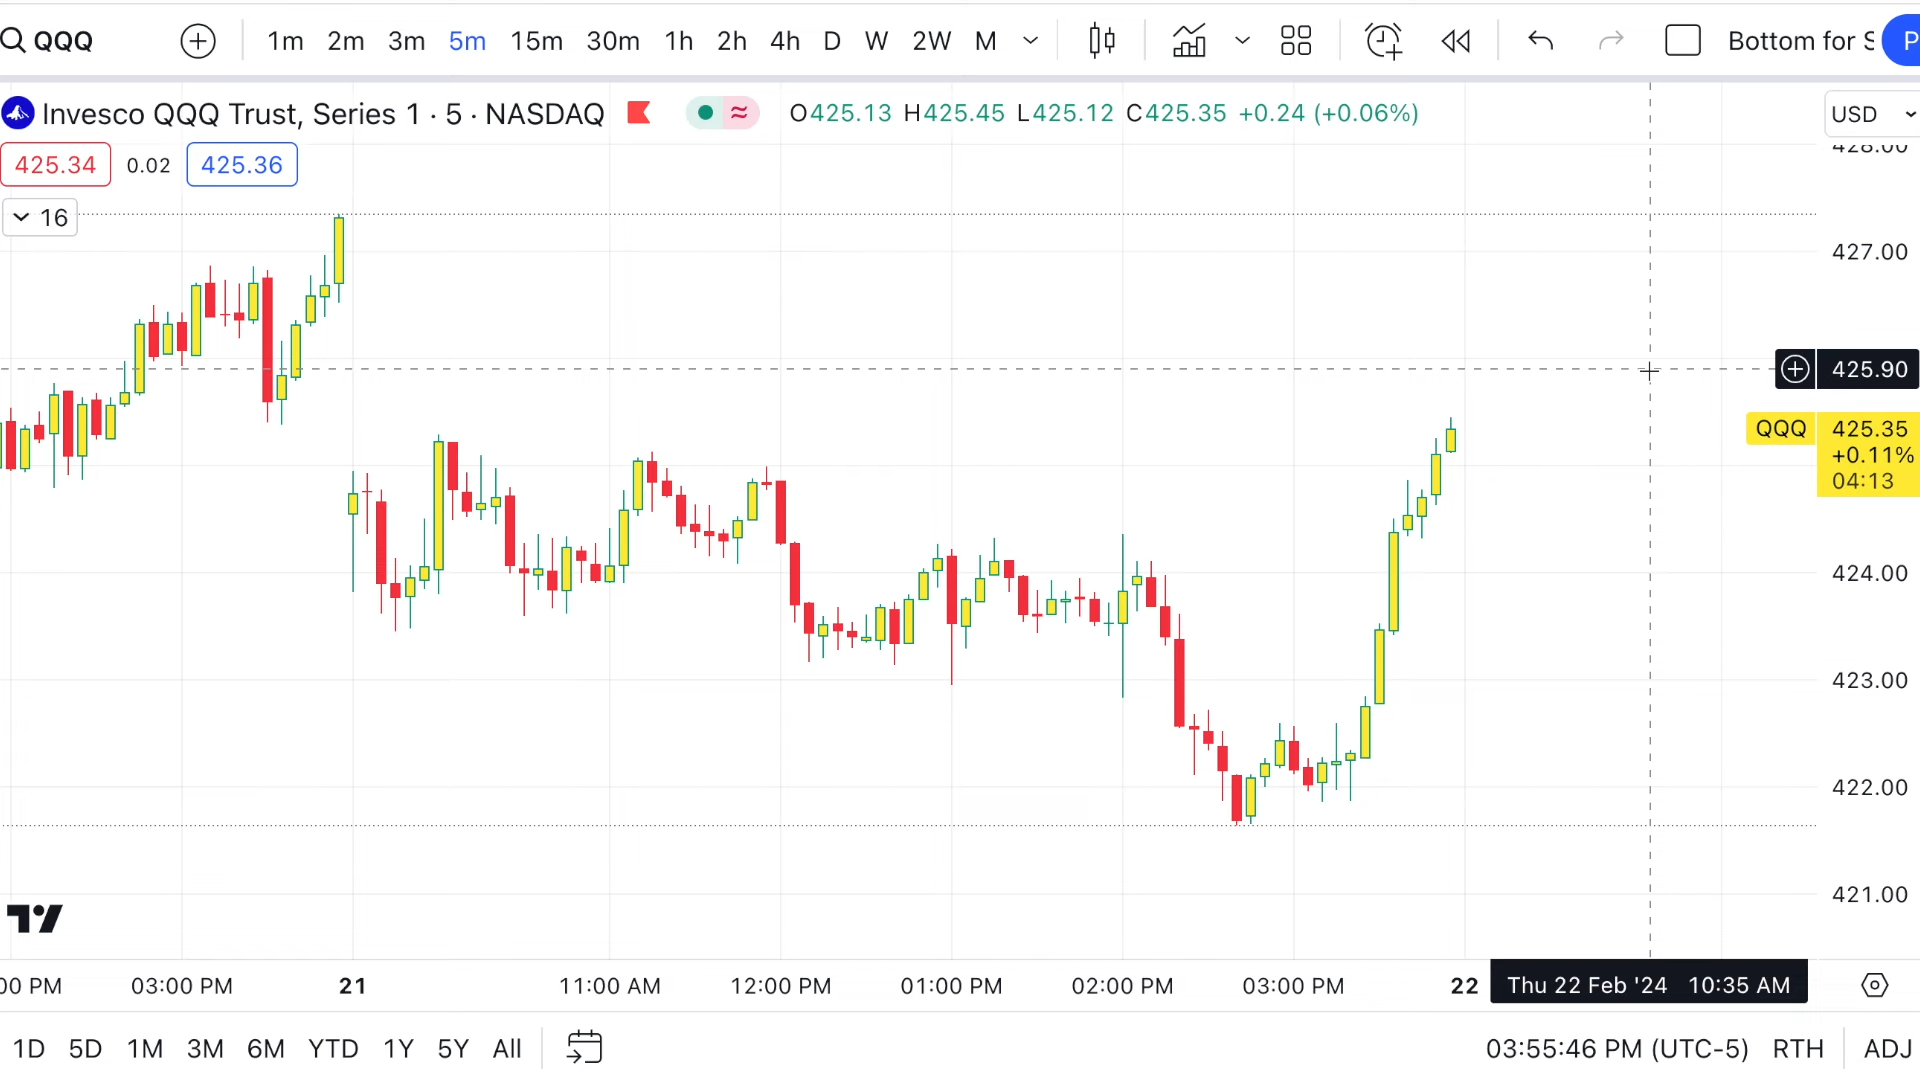 QQQ 1m 2m 3m 5m 15m 30m 1h 2h 4h D W 2W M Bottom for S P
Invesco QQQ Trust, Series 1 · 5 · NASDAQ ≈ O425.13 H425.45 L425.12 C425.35 +0.24 (+0.06%) USD
428.00
425.34 0.02 425.36
16
427.00
425.90
QQQ 425.35
+0.11%
04:13
424.00
423.00
422.00
421.00
:00 PM 03:00 PM 21 11:00 AM 12:00 PM 01:00 PM 02:00 PM 03:00 PM 22 Thu 22 Feb '24 10:35 AM
1D 5D 1M 3M 6M YTD 1Y 5Y All 03:55:46 PM (UTC-5) RTH ADJ